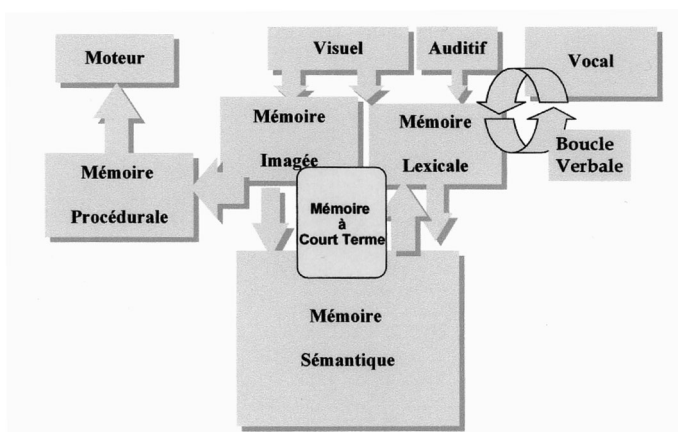 Moteur
Visuel
Auditif
Vocal
Mémoire
Imagée
Mémoire
Lexicale
Boucle
Verbale
Mémoire
Procédurale
Mémoire
à
Court Terme
Mémoire
Sémantique